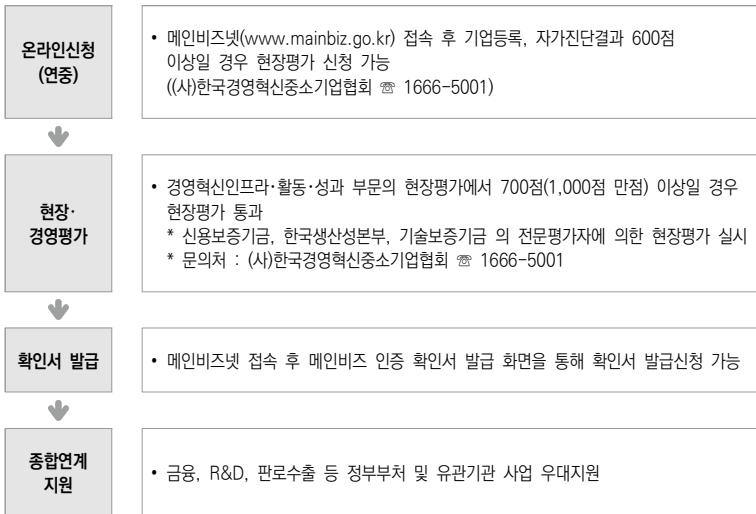 온라인신청
(연중)
• 메인비즈넷(www.mainbiz.go.kr) 접속 후 기업등록, 자가진단결과 600점
이상일 경우 현장평가 신청 가능
((사)한국경영혁신중소기업협회 ☏ 1666-5001)
현장·
경영평가
• 경영혁신인프라·활동·성과 부문의 현장평가에서 700점(1,000점 만점) 이상일 경우
현장평가 통과
* 신용보증기금, 한국생산성본부, 기술보증기금 의 전문평가자에 의한 현장평가 실시
* 문의처 : (사)한국경영혁신중소기업협회 ☏ 1666-5001
확인서 발급
• 메인비즈넷 접속 후 메인비즈 인증 확인서 발급 화면을 통해 확인서 발급신청 가능
종합연계
지원
• 금융, R&D, 판로수출 등 정부부처 및 유관기관 사업 우대지원